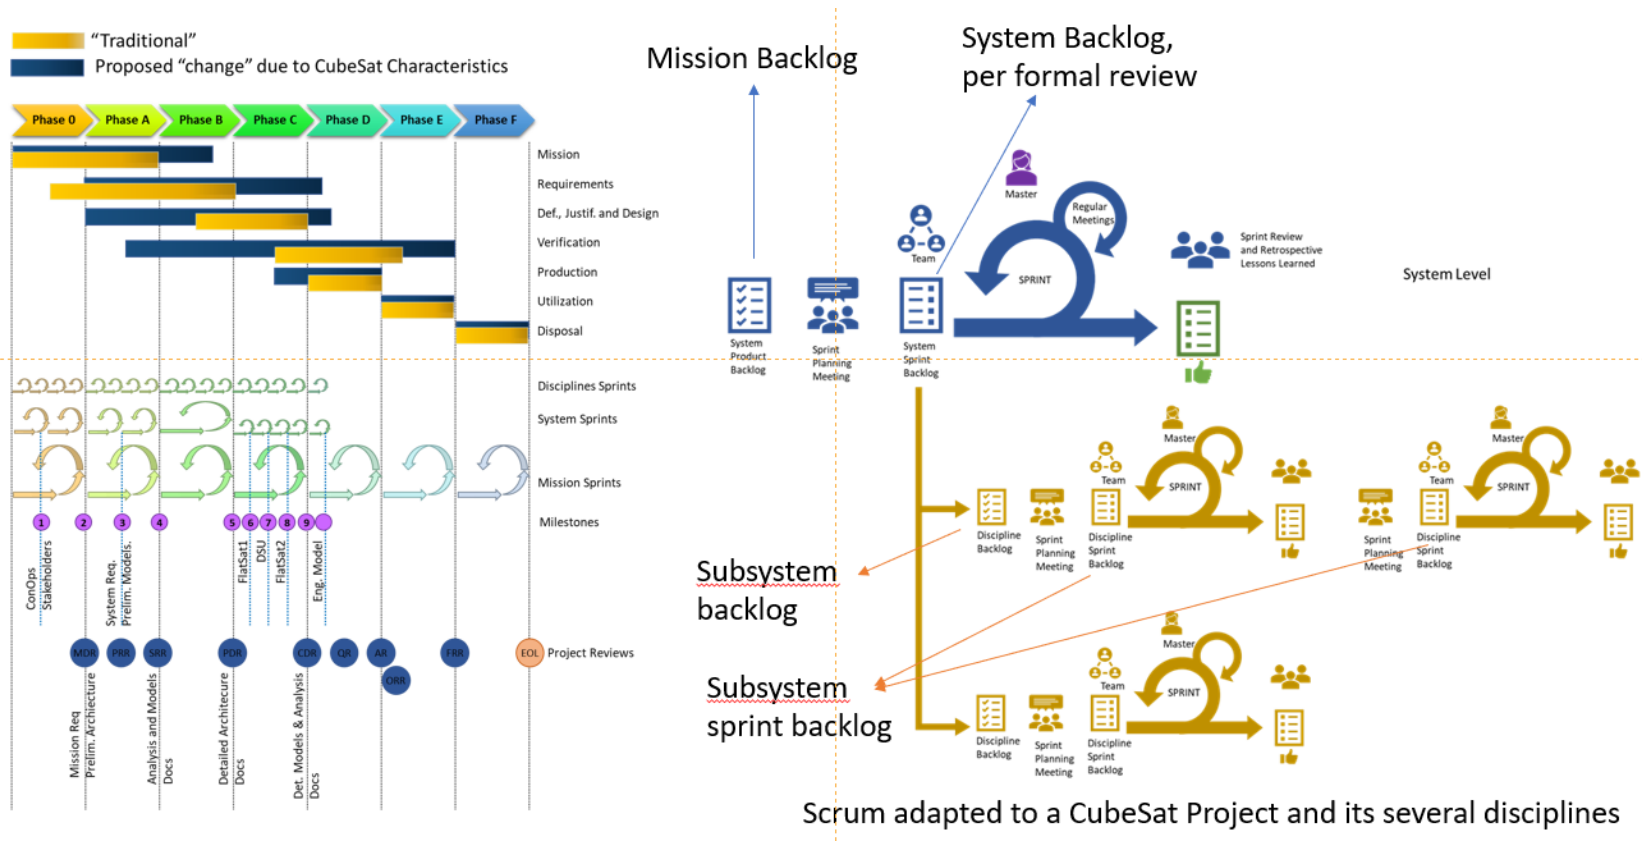 “Traditional”
Proposed “change” due to CubeSat Characteristics
Phase 0
Phase A
Phase B
Phase C
Phase D
Phase E
Phase F
Mission
Requirements
Def., Justif. and Design
Verification
Production
Utilization
Disposal
Disciplines Sprints
System Sprints
Mission Sprints
Milestones
1
2
3
4
5
6
7
8
9
ConOps
Stakeholders
System Req.
Prelim. Models.
FlatSat1
DSU
FlatSat2
Eng. Model
MDR
PRR
SRR
PDR
CDR
QR
AR
ORR
FRR
EOL
Project Reviews
Mission Req
Prelim. Archiecture
Analysis and Models
Docs
Detailed Architecure
Docs
Det. Models & Analysis
Docs
Mission Backlog
System Backlog,
per formal review
Master
Regular
Meetings
Team
SPRINT
Sprint Review
and Retrospective
Lessons Learned
System Level
System
Product
Backlog
Sprint
Planning
Meeting
System
Sprint
Backlog
Master
Team
SPRINT
Discipline
Backlog
Sprint
Planning
Meeting
Discipline
Sprint
Backlog
Master
Team
SPRINT
Sprint
Planning
Meeting
Discipline
Sprint
Backlog
Subsystem
backlog
Subsystem
sprint backlog
Master
Team
SPRINT
Discipline
Backlog
Sprint
Planning
Meeting
Discipline
Sprint
Backlog
Scrum adapted to a CubeSat Project and its several disciplines